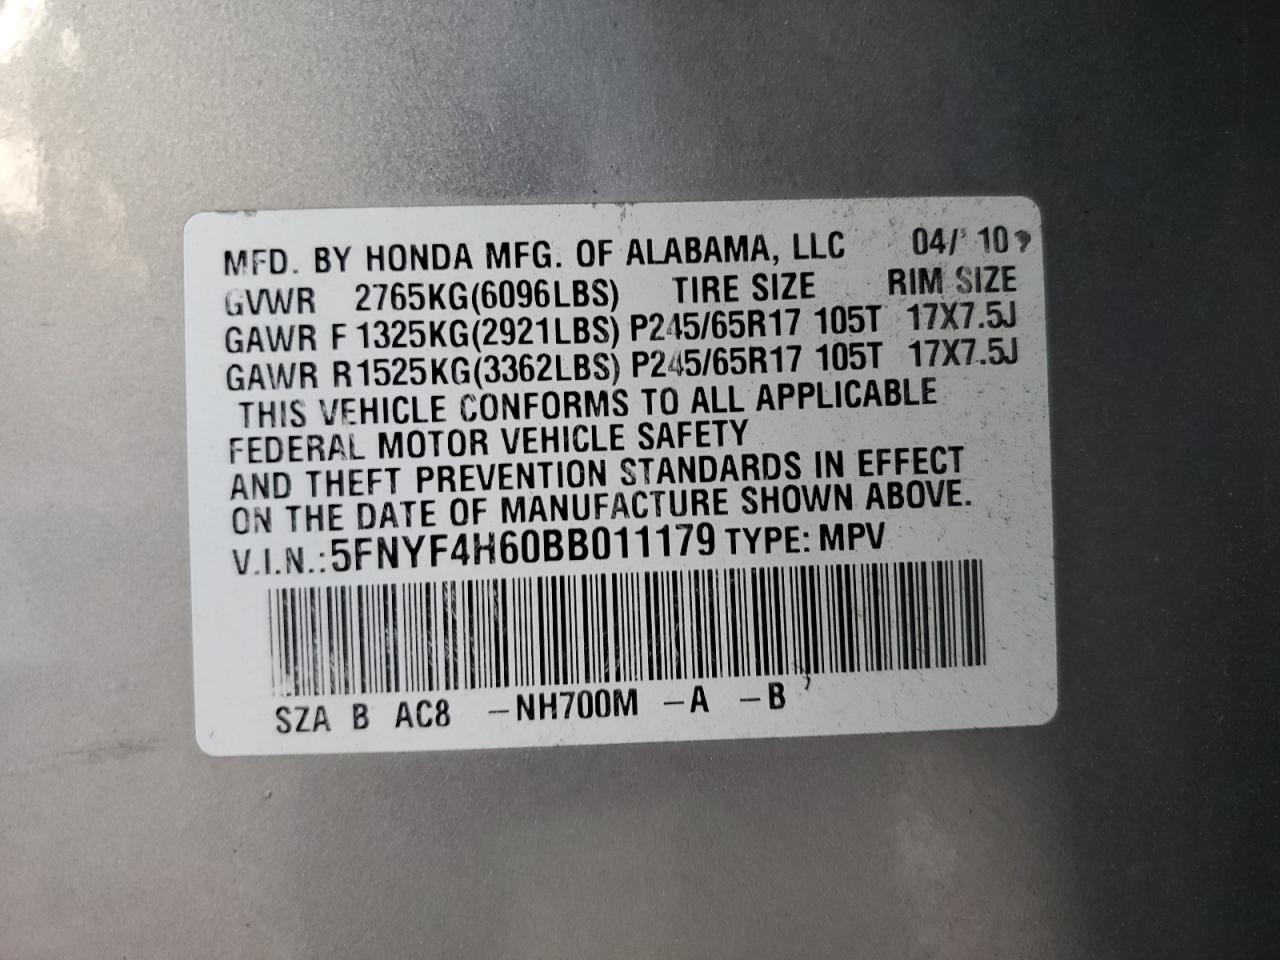 MFD. BY HONDA MFG. OF ALABAMA, LLC 04/ 10
GVWR 2765KG(6096LBS) TIRE SIZE RIM SIZE
GAWR F 1325KG(2921LBS) P245/65R17 105T 17X7.5J
GAWR R1525KG(3362LBS) P245/65R17 105T 17X7.5J
THIS VEHICLE CONFORMS TO ALL APPLICABLE
FEDERAL MOTOR VEHICLE SAFETY
AND THEFT PREVENTION STANDARDS IN EFFECT
ON THE DATE OF MANUFACTURE SHOWN ABOVE.
V.I.N.:5FNYF4H60BB011179 TYPE: MPV
SZA B AC8 -NH700M -A -B